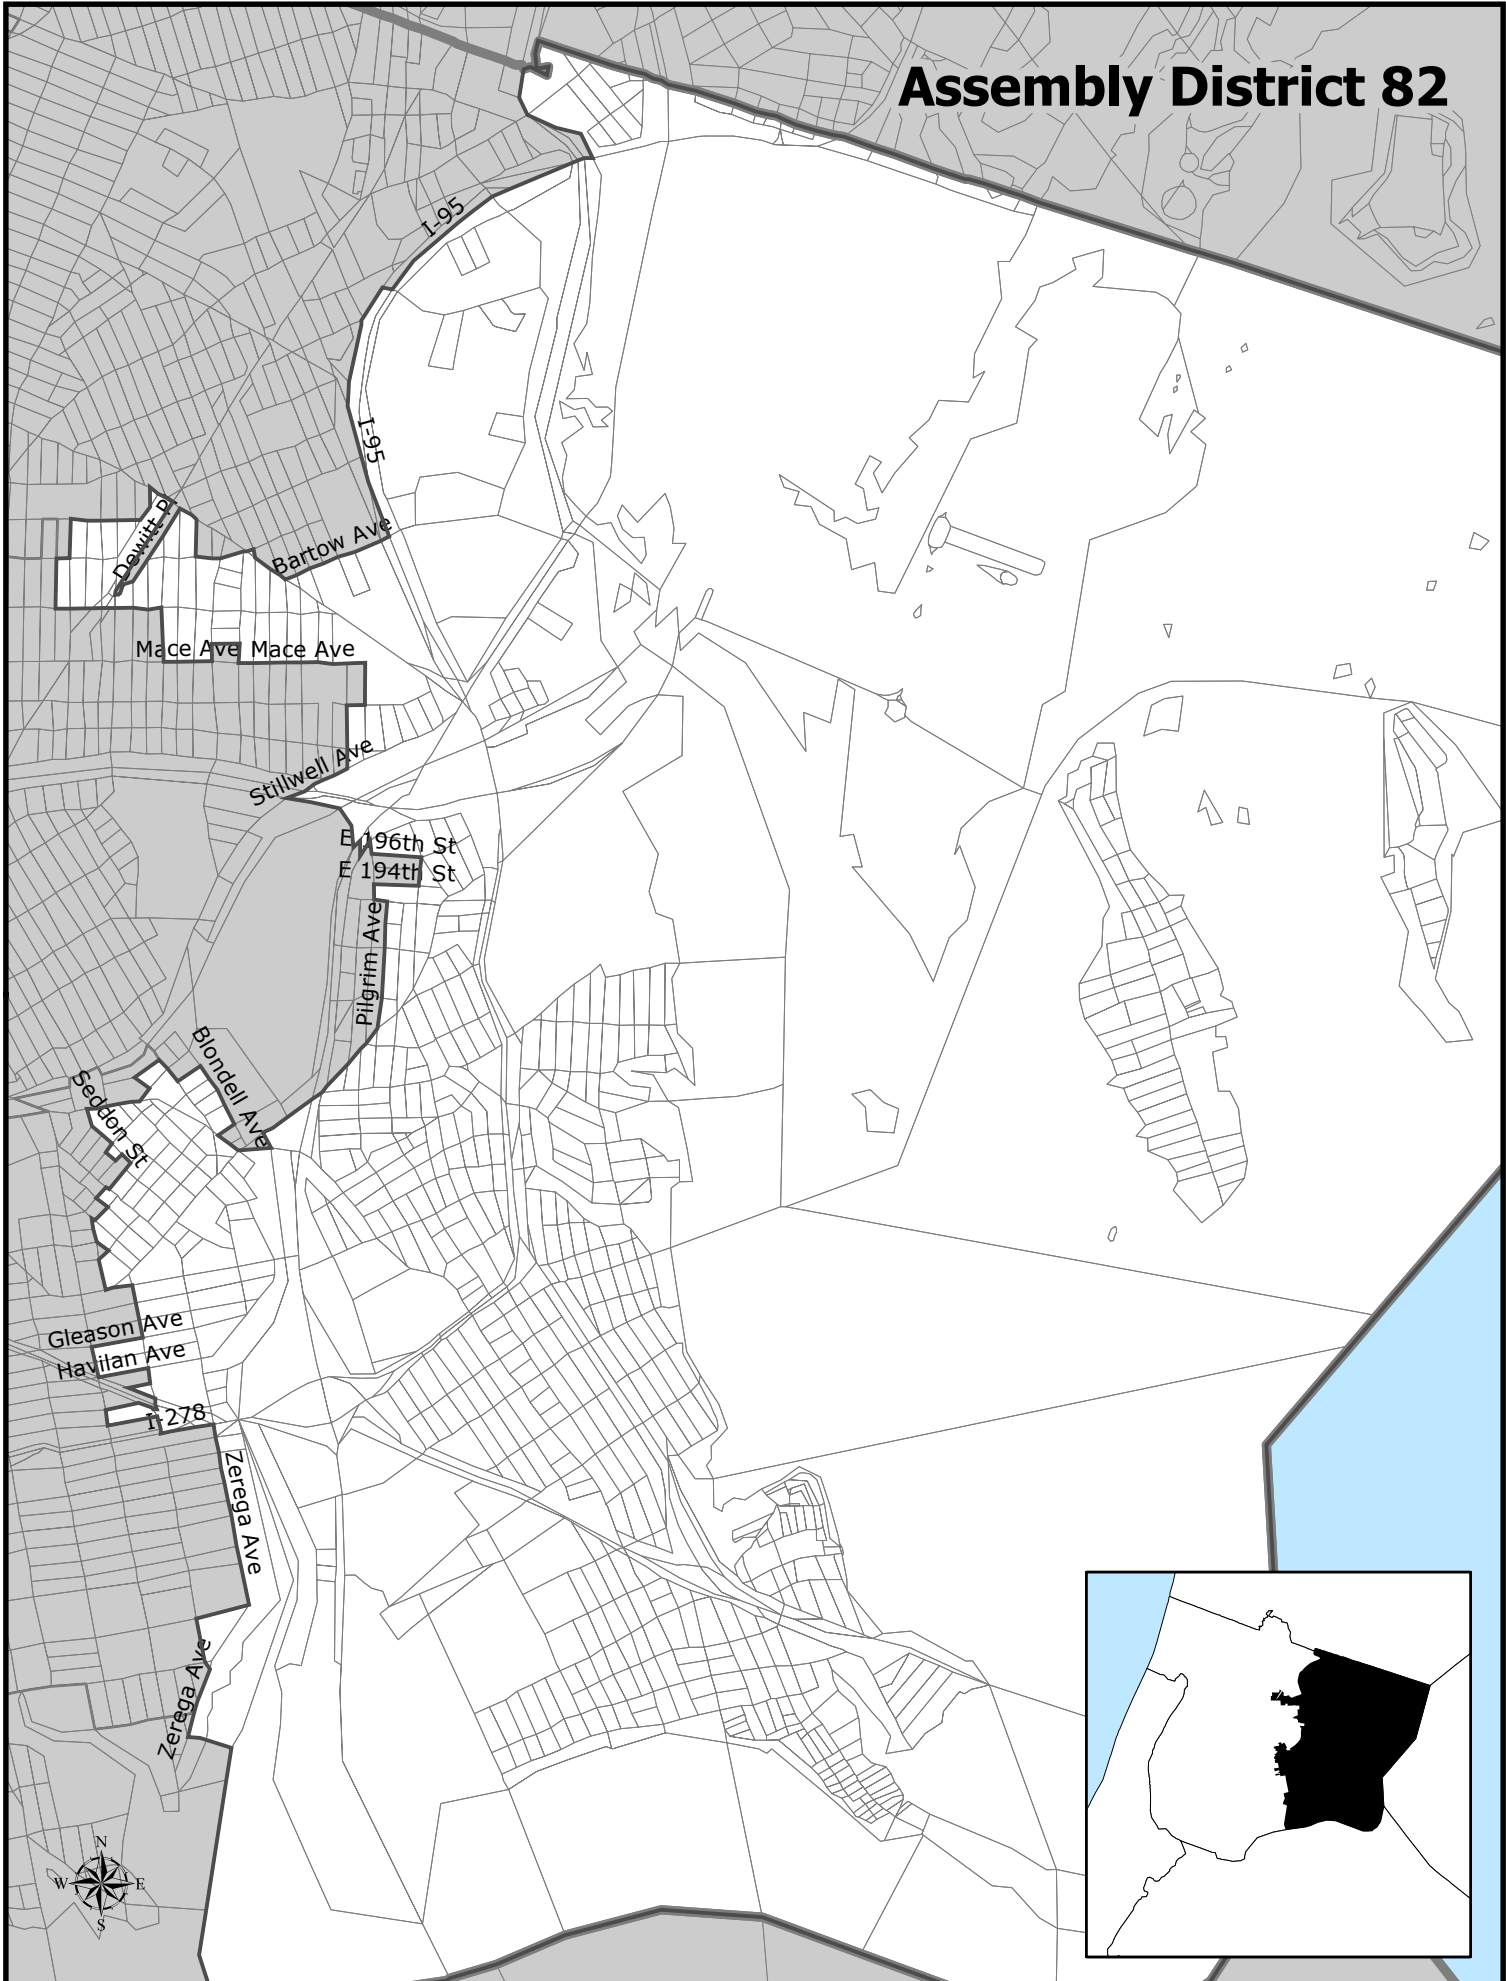 Assembly District 82
I-95
I-95
Dewitt Pl
Bartow Ave
Mace Ave
Mace Ave
Stillwell Ave
E 196th St
E 194th St
Pilgrim Ave
Blondell Ave
Seddon St
Gleason Ave
Havilan Ave
I-278
Zerega Ave
Zerega Ave
N
W
E
S